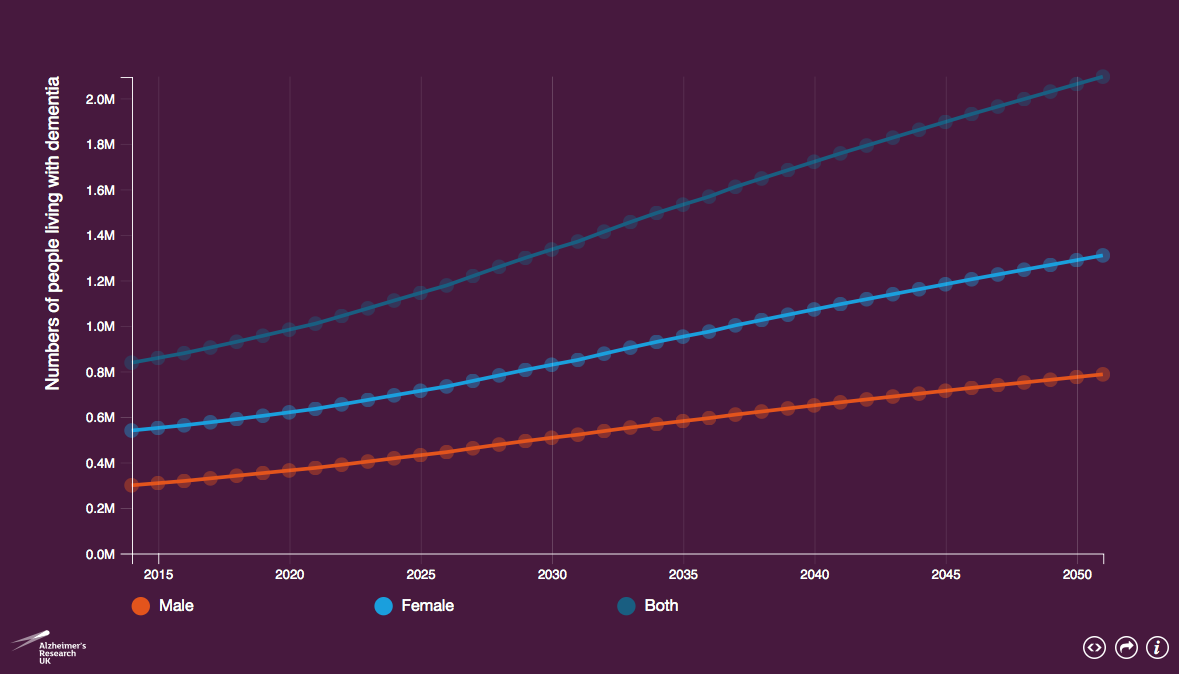 Numbers of people living with dementia
2.0M
1.8M
1.6M
1.4M
1.2M
1.0M
0.8M
0.6M
0.4M
0.2M
0.0M
2015 2020 2025 2030 2035 2040 2045 2050
Male Female Both
Alzheimer's
Research
UK